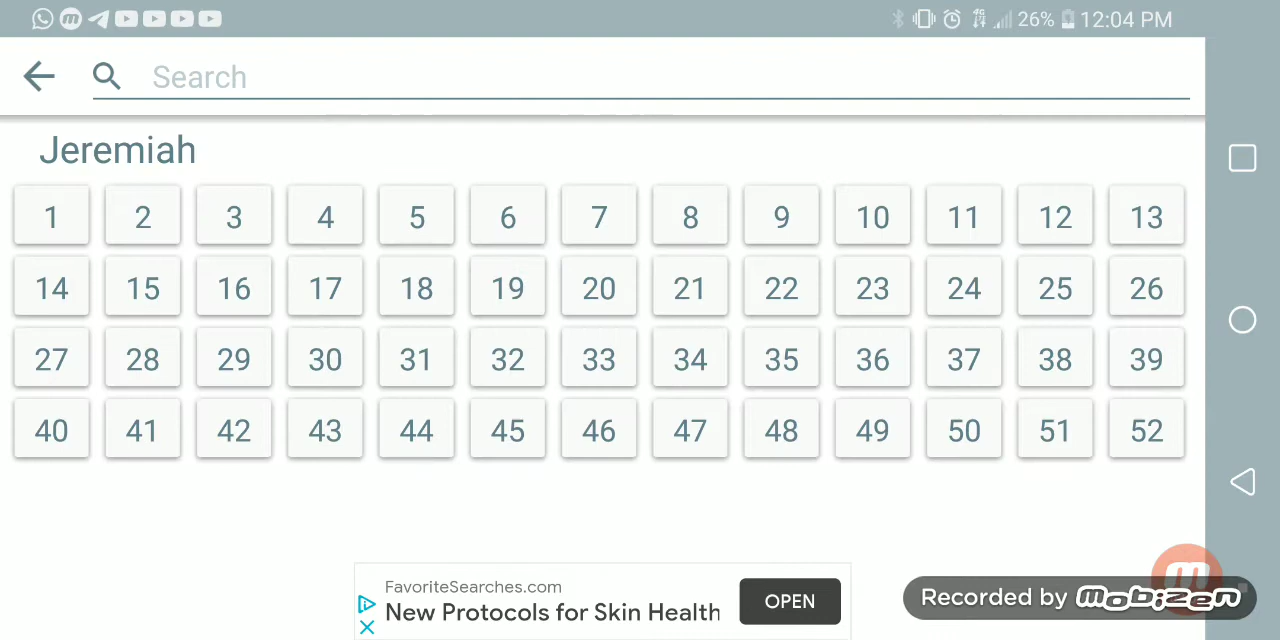 4G 26% 12:04 PM
Search
Jeremiah
1 2 3 4 5 6 7 8 9 10 11 12 13
14 15 16 17 18 19 20 21 22 23 24 25 26
27 28 29 30 31 32 33 34 35 36 37 38 39
40 41 42 43 44 45 46 47 48 49 50 51 52
FavoriteSearches.com
New Protocols for Skin Health
OPEN
Recorded by mobizen